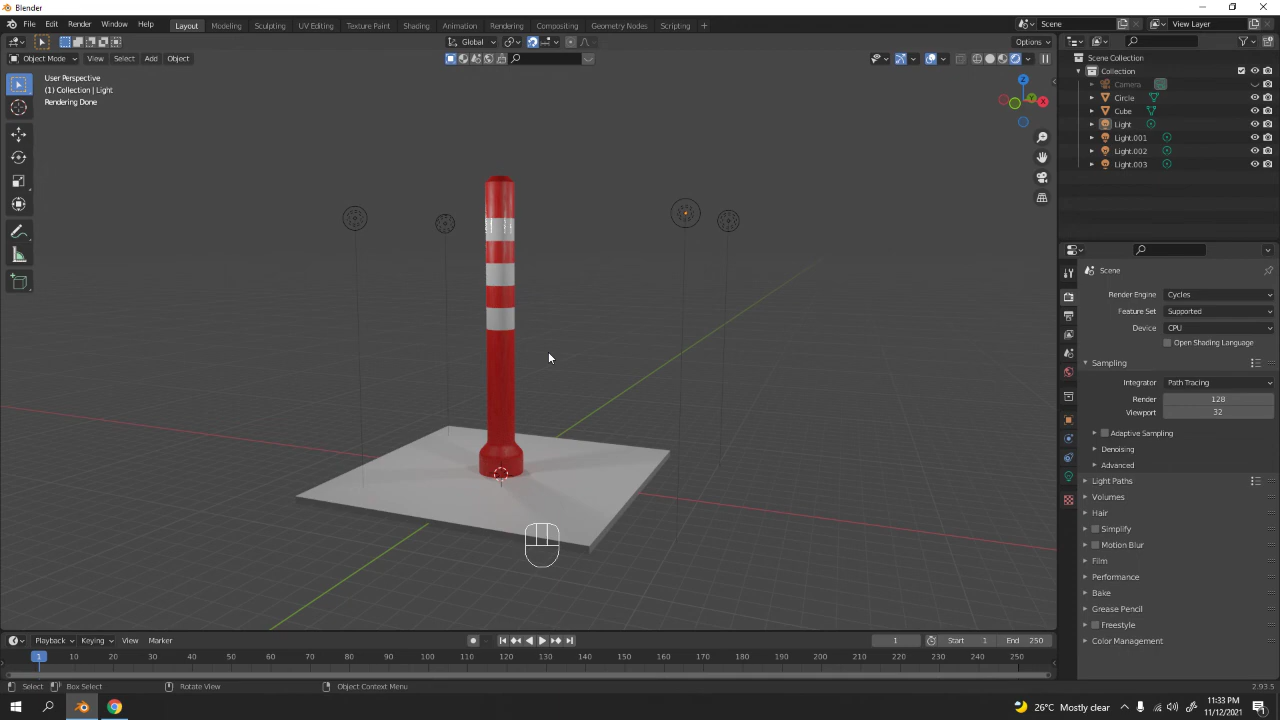 Blender
File Edit Render Window Help
Layout Modeling Sculpting UV Editing Texture Paint Shading Animation Rendering Compositing Geometry Nodes Scripting +
Scene
View Layer
Global
Options
Object Mode View Select Add Object
User Perspective
(1) Collection | Light
Rendering Done
Z
Y
X
Scene Collection
Collection
Camera
Circle
Cube
Light
Light.001
Light.002
Light.003
Scene
Render Engine Cycles
Feature Set Supported
Device CPU
Open Shading Language
Sampling
Integrator Path Tracing
Render 128
Viewport 32
Adaptive Sampling
Denoising
Advanced
Light Paths
Volumes
Hair
Simplify
Motion Blur
Film
Performance
Bake
Grease Pencil
Freestyle
Color Management
Playback Keying View Marker
1 Start 1 End 250
1 10 20 30 40 50 60 70 80 90 100 110 120 130 140 150 160 170 180 190 200 210 220 230 240 250
Select Box Select Rotate View Object Context Menu 2.93.5
26°C Mostly clear
11:33 PM
11/12/2021